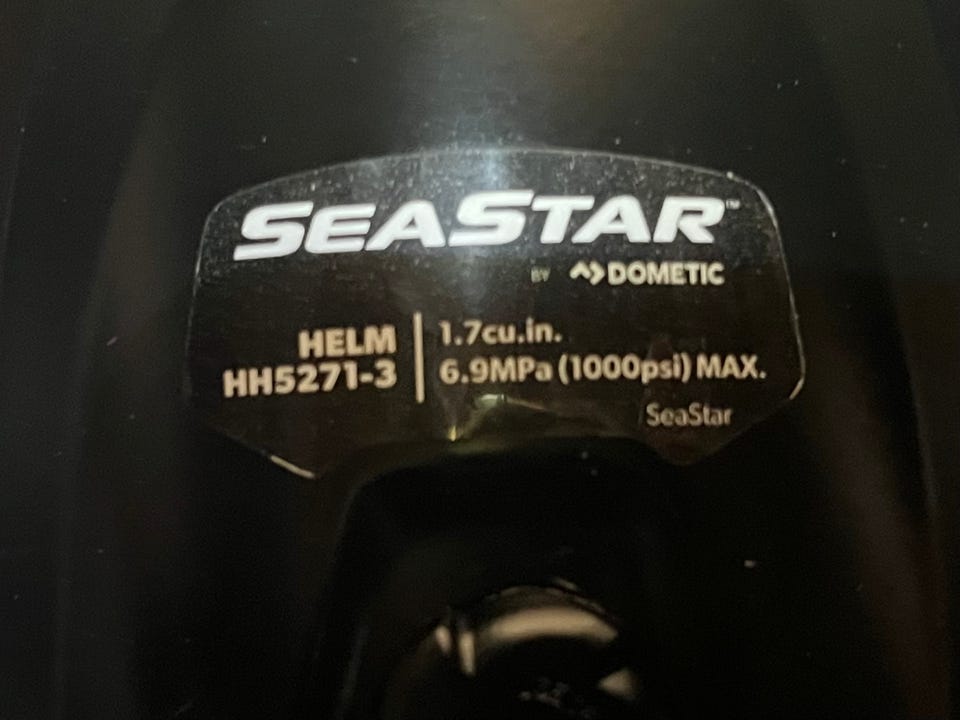 SEASTAR™
BY DOMETIC
HELM
HH5271-3
1.7cu.in.
6.9MPa (1000psi) MAX.
SeaStar